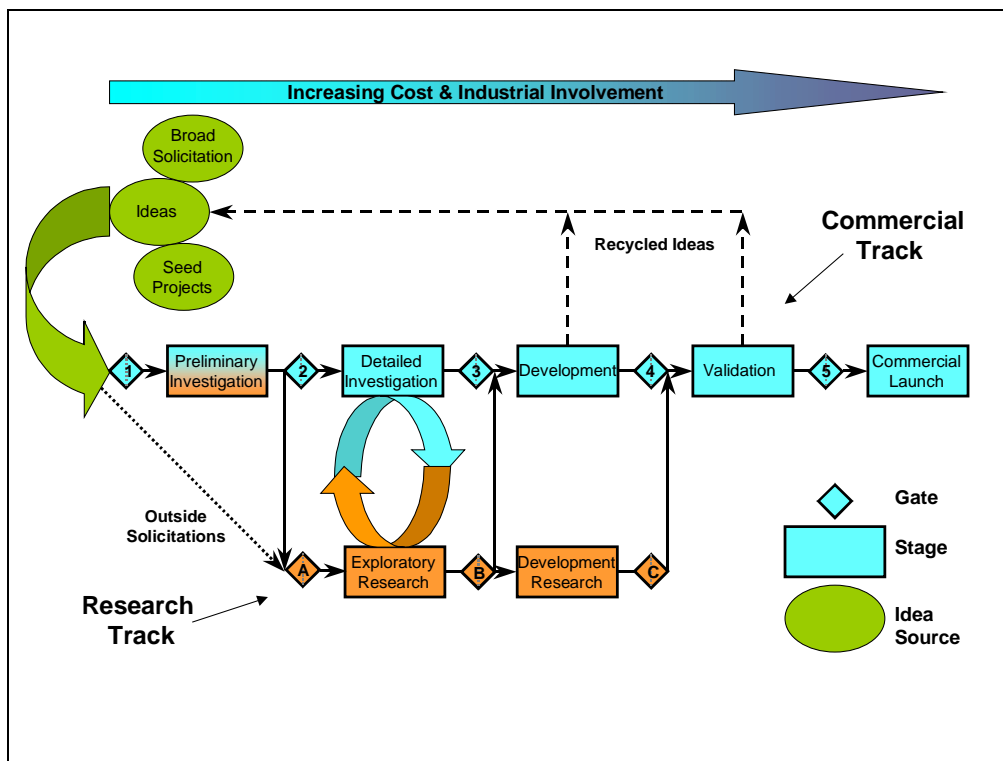 Increasing Cost & Industrial Involvement
Broad
Solicitation
Ideas
Seed
Projects
Recycled Ideas
Commercial
Track
1
Preliminary
Investigation
2
Detailed
Investigation
3
Development
4
Validation
5
Commercial
Launch
Outside
Solicitations
A
Exploratory
Research
B
Development
Research
C
Research
Track
Gate
Stage
Idea
Source